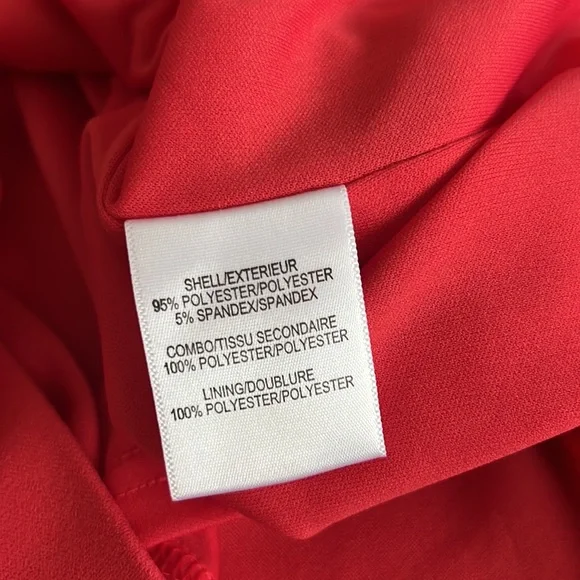 SHELL/EXTERIEUR
95% POLYESTER/POLYESTER
5% SPANDEX/SPANDEX
COMBO/TISSU SECONDAIRE
100% POLYESTER/POLYESTER
LINING/DOUBLURE
100% POLYESTER/POLYESTER